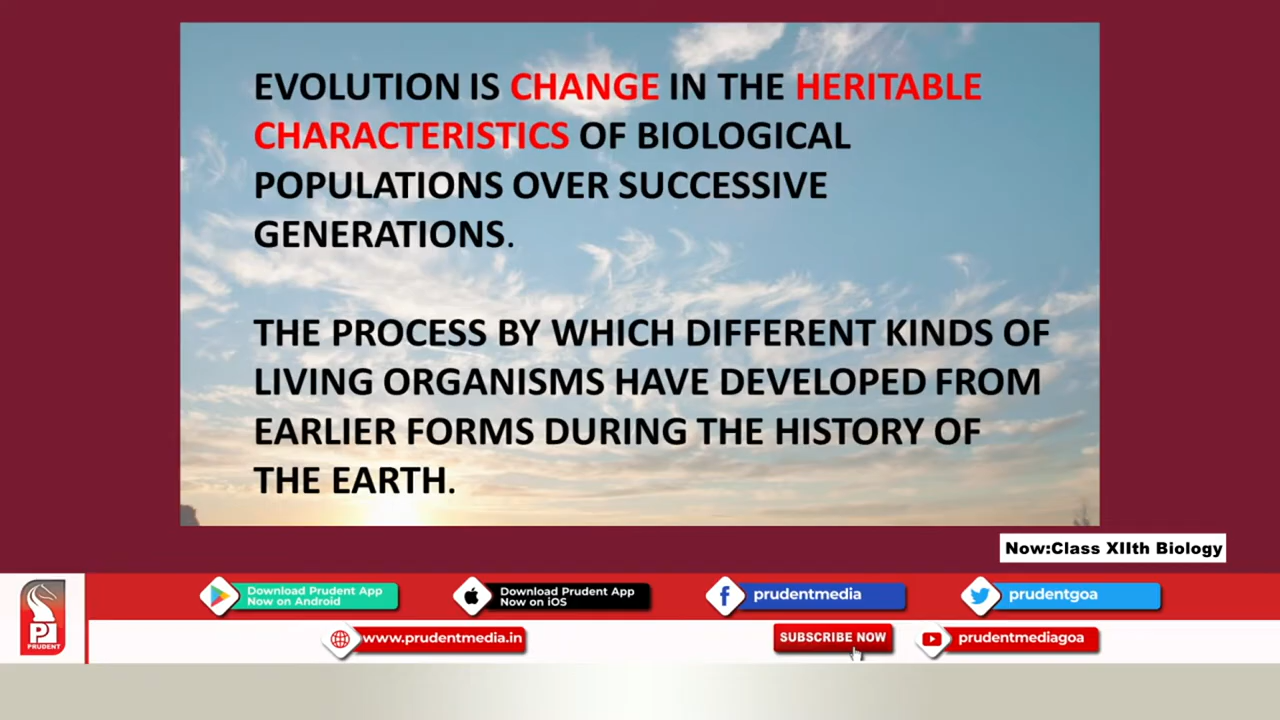 EVOLUTION IS CHANGE IN THE HERITABLE
CHARACTERISTICS OF BIOLOGICAL
POPULATIONS OVER SUCCESSIVE
GENERATIONS.
THE PROCESS BY WHICH DIFFERENT KINDS OF
LIVING ORGANISMS HAVE DEVELOPED FROM
EARLIER FORMS DURING THE HISTORY OF
THE EARTH.
Now:Class XIIth Biology
Download Prudent App
Now on Android
Download Prudent App
Now on iOS
prudentmedia
prudentgoa
PRUDENT
www.prudentmedia.in
SUBSCRIBE NOW
prudentmediagoa